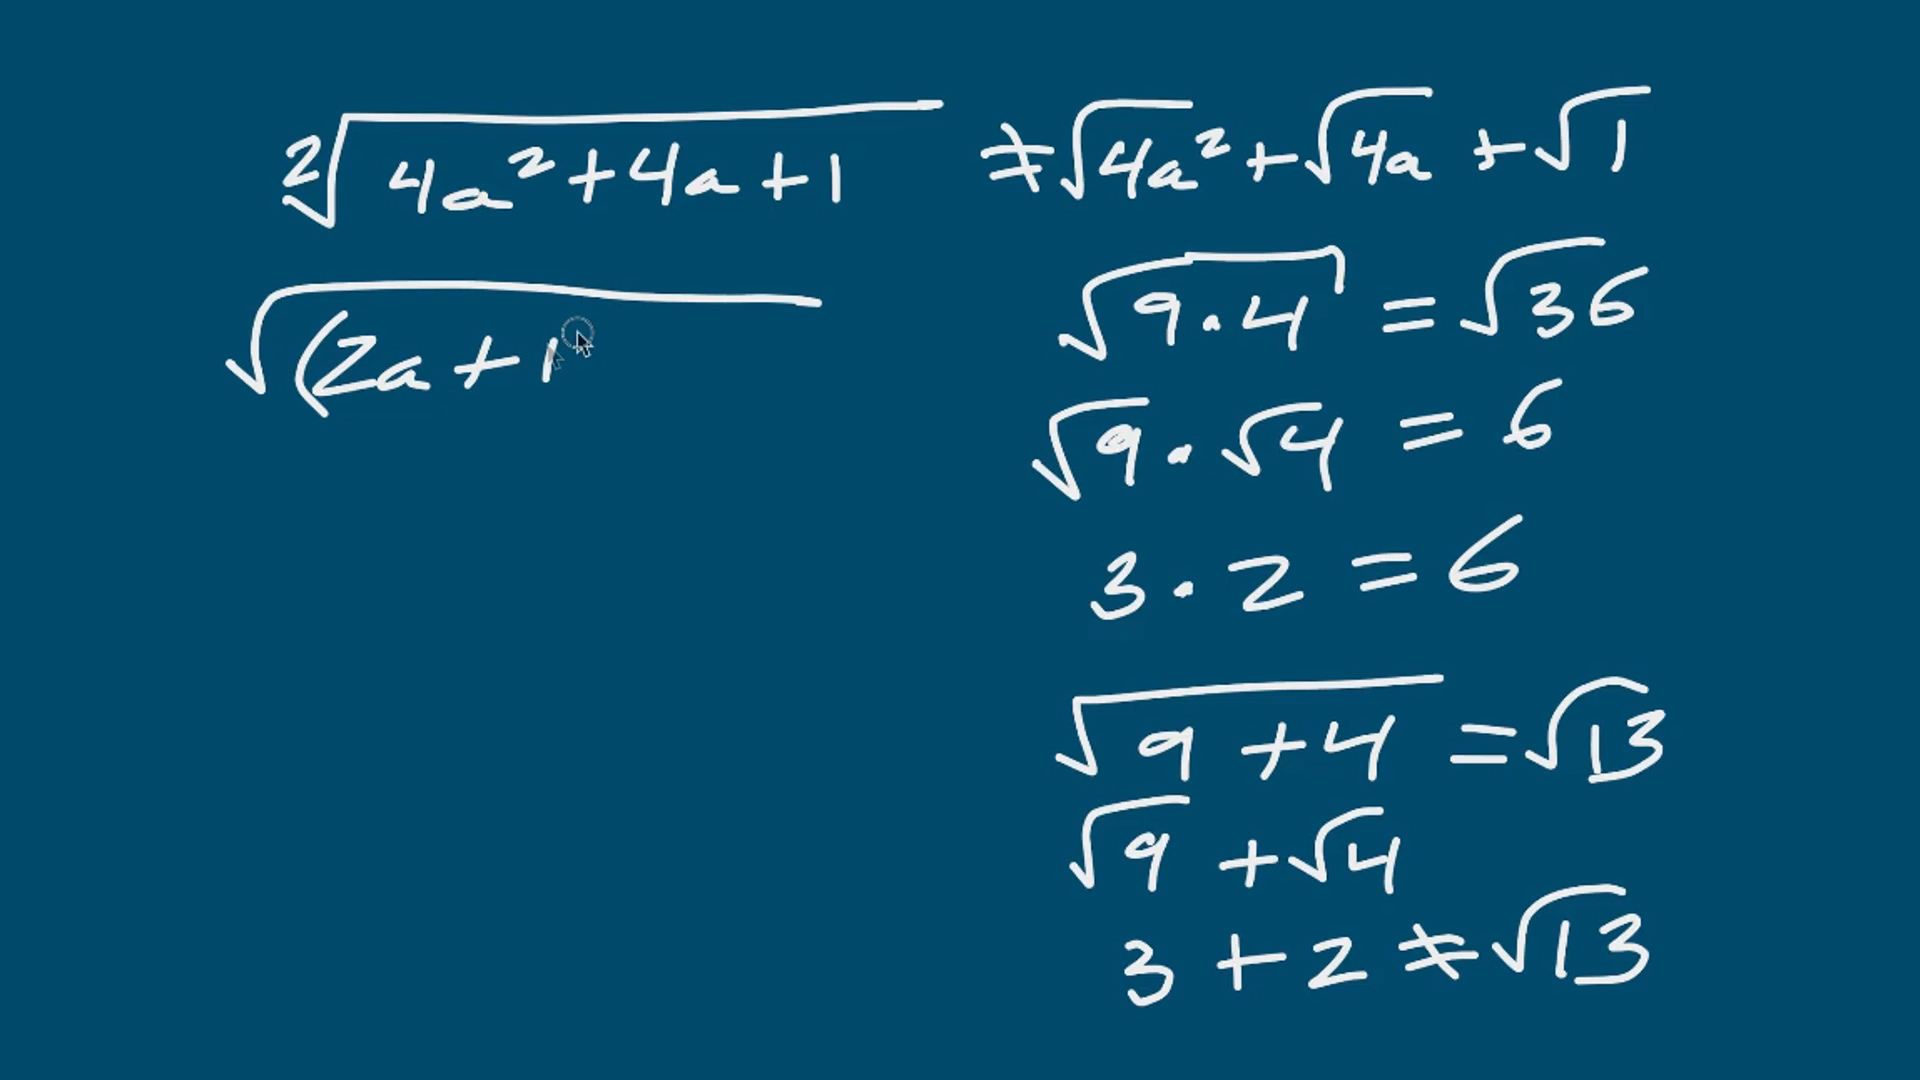 ²√(4a² + 4a + 1) ≠ √4a² + √4a + √1
√(2a + 1
√9 · 4 = √36
√9 · √4 = 6
3 · 2 = 6
√9 + 4 = √13
√9 + √4
3 + 2 ≠ √13